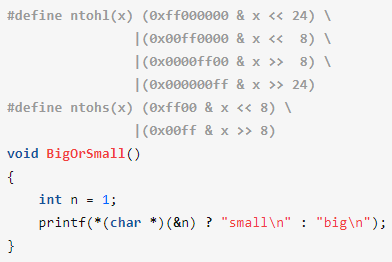 #define ntohl(x) (0xff000000 & x << 24) \
                 |(0x00ff0000 & x <<  8) \
                 |(0x0000ff00 & x >>  8) \
                 |(0x000000ff & x >> 24)
#define ntohs(x) (0xff00 & x << 8) \
                 |(0x00ff & x >> 8)
void BigOrSmall()
{
    int n = 1;
    printf(*(char *)(&n) ? "small\n" : "big\n");
}